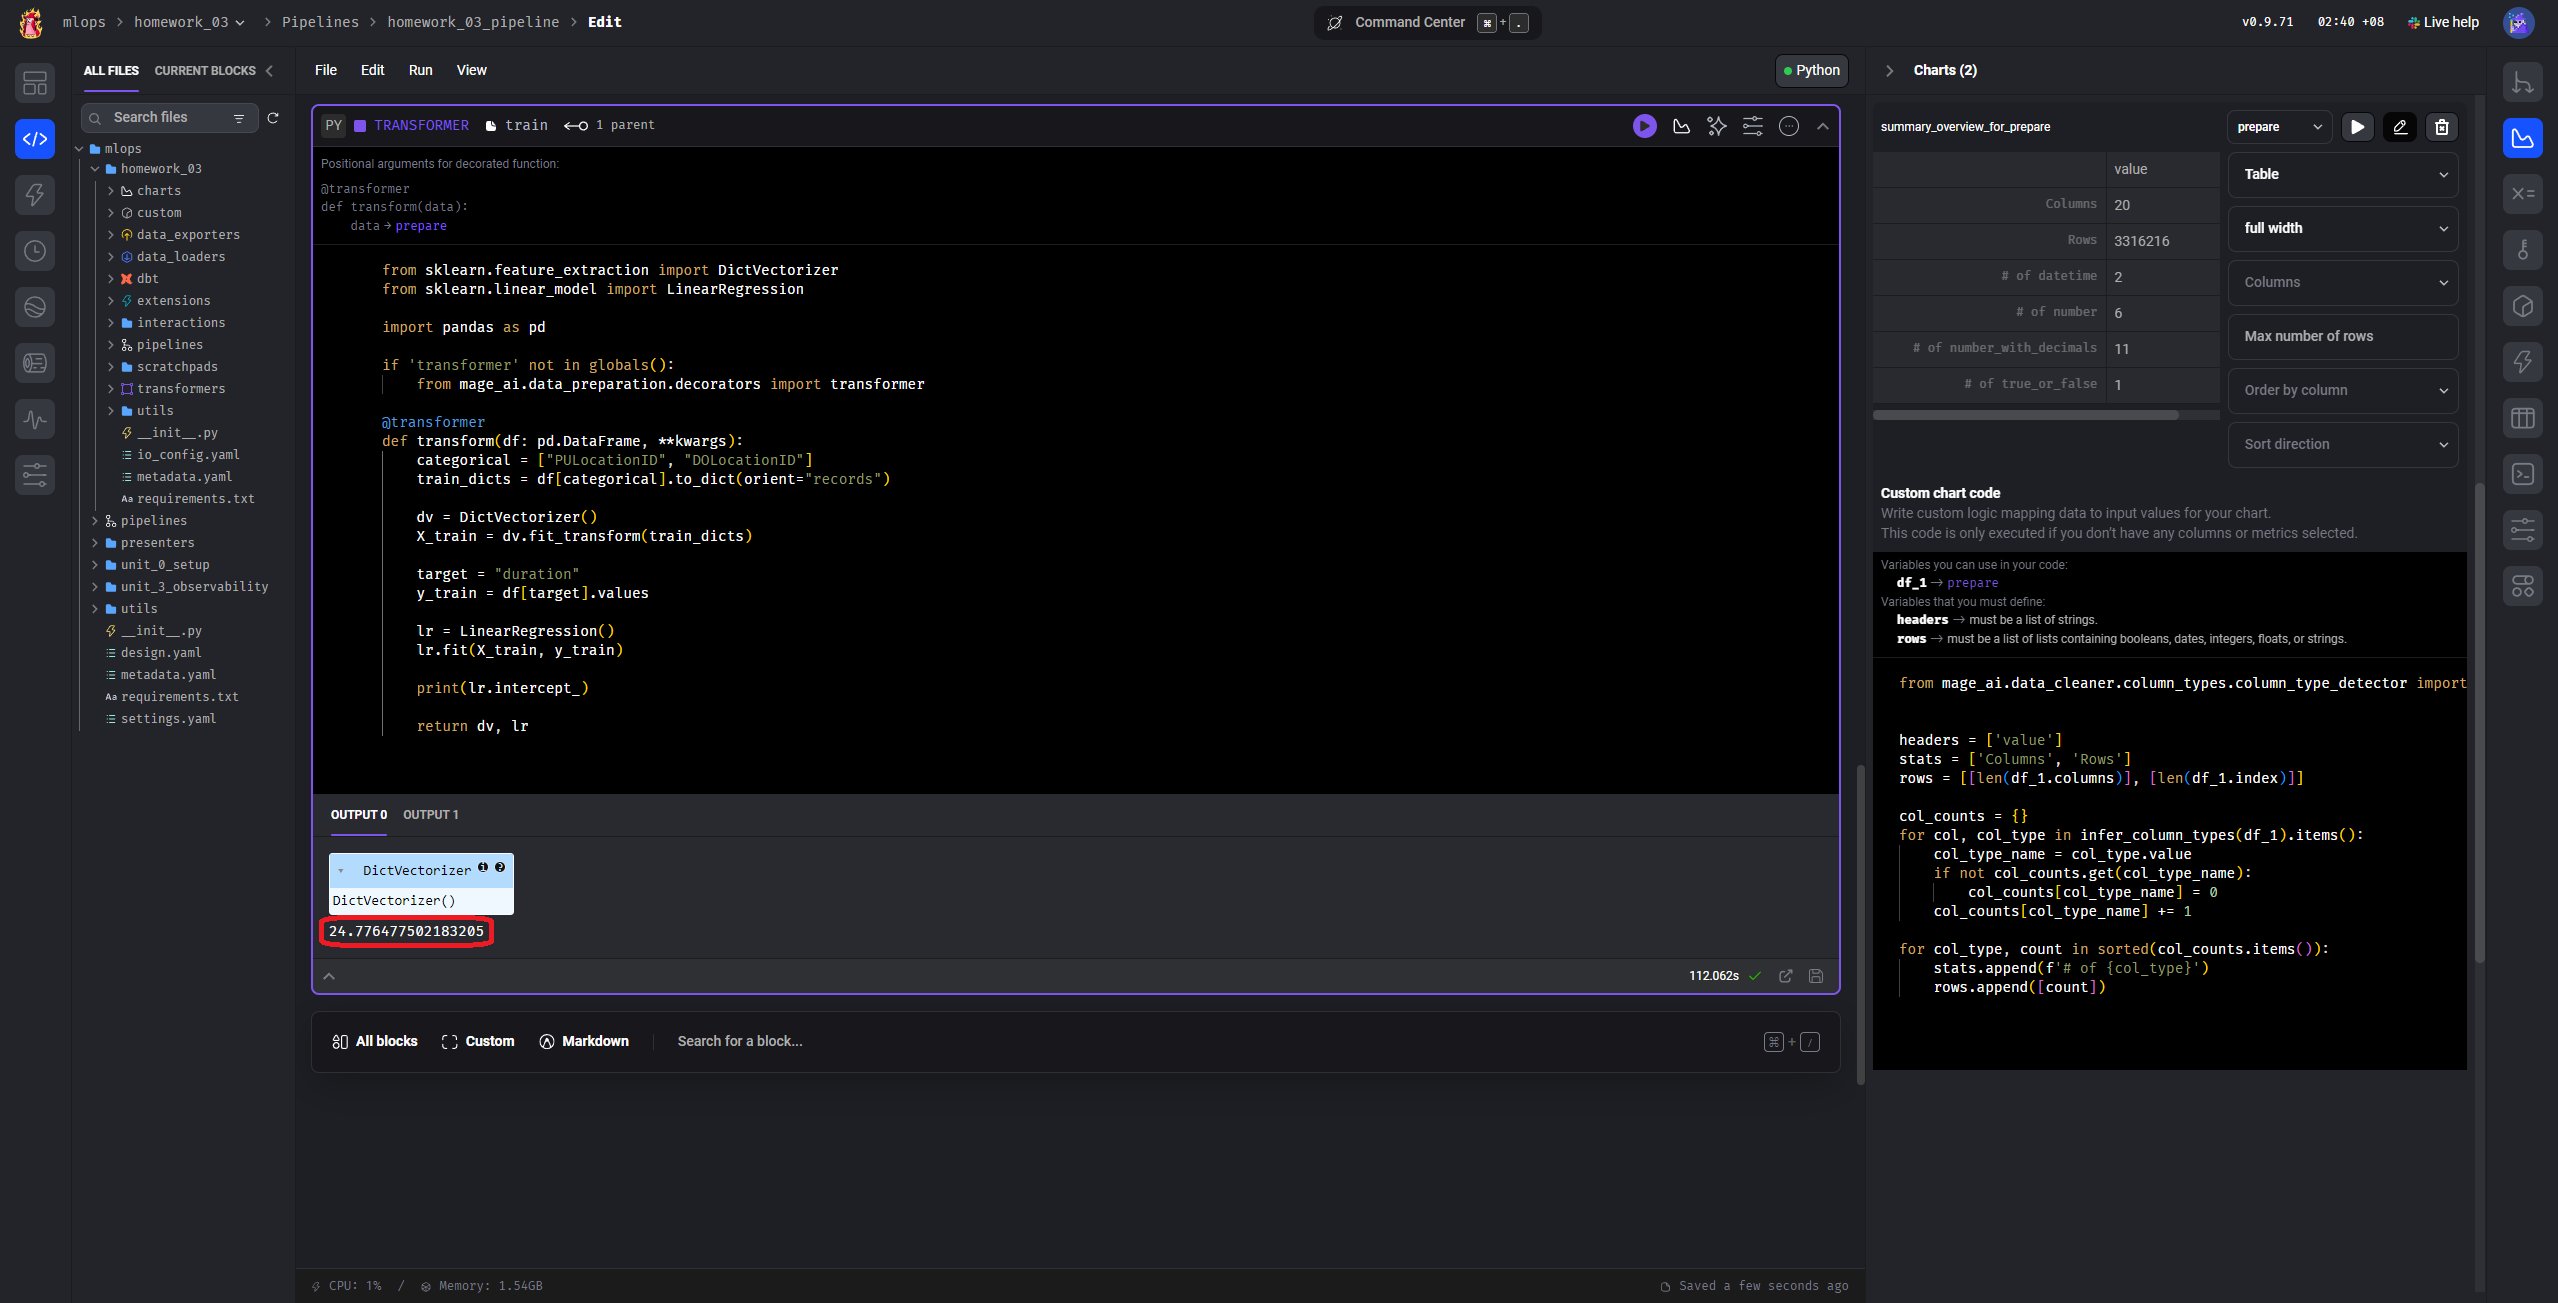 mlops > homework_03 > Pipelines > homework_03_pipeline > Edit
Command Center ⌘ + .
v0.9.71 02:40 +08 Live help
ALL FILES CURRENT BLOCKS
Search files
mlops
homework_03
charts
custom
data_exporters
data_loaders
dbt
extensions
interactions
pipelines
scratchpads
transformers
utils
__init__.py
io_config.yaml
metadata.yaml
Aa requirements.txt
pipelines
presenters
unit_0_setup
unit_3_observability
utils
__init__.py
design.yaml
metadata.yaml
Aa requirements.txt
settings.yaml
File Edit Run View
Python
PY TRANSFORMER train 1 parent
Positional arguments for decorated function:
@transformer
def transform(data):
data → prepare
from sklearn.feature_extraction import DictVectorizer
from sklearn.linear_model import LinearRegression
import pandas as pd
if 'transformer' not in globals():
from mage_ai.data_preparation.decorators import transformer
@transformer
def transform(df: pd.DataFrame, **kwargs):
categorical = ["PULocationID", "DOLocationID"]
train_dicts = df[categorical].to_dict(orient="records")
dv = DictVectorizer()
X_train = dv.fit_transform(train_dicts)
target = "duration"
y_train = df[target].values
lr = LinearRegression()
lr.fit(X_train, y_train)
print(lr.intercept_)
return dv, lr
OUTPUT 0 OUTPUT 1
DictVectorizer i ?
DictVectorizer()
24.776477502183205
112.062s
All blocks Custom Markdown Search for a block... ⌘ + /
CPU: 1% / Memory: 1.54GB
Saved a few seconds ago
Charts (2)
summary_overview_for_prepare
prepare
value
Columns 20
Rows 3316216
# of datetime 2
# of number 6
# of number_with_decimals 11
# of true_or_false 1
Table
full width
Columns
Max number of rows
Order by column
Sort direction
Custom chart code
Write custom logic mapping data to input values for your chart.
This code is only executed if you don't have any columns or metrics selected.
Variables you can use in your code:
df_1 → prepare
Variables that you must define:
headers → must be a list of strings.
rows → must be a list of lists containing booleans, dates, integers, floats, or strings.
from mage_ai.data_cleaner.column_types.column_type_detector import
headers = ['value']
stats = ['Columns', 'Rows']
rows = [[len(df_1.columns)], [len(df_1.index)]]
col_counts = {}
for col, col_type in infer_column_types(df_1).items():
col_type_name = col_type.value
if not col_counts.get(col_type_name):
col_counts[col_type_name] = 0
col_counts[col_type_name] += 1
for col_type, count in sorted(col_counts.items()):
stats.append(f'# of {col_type}')
rows.append([count])